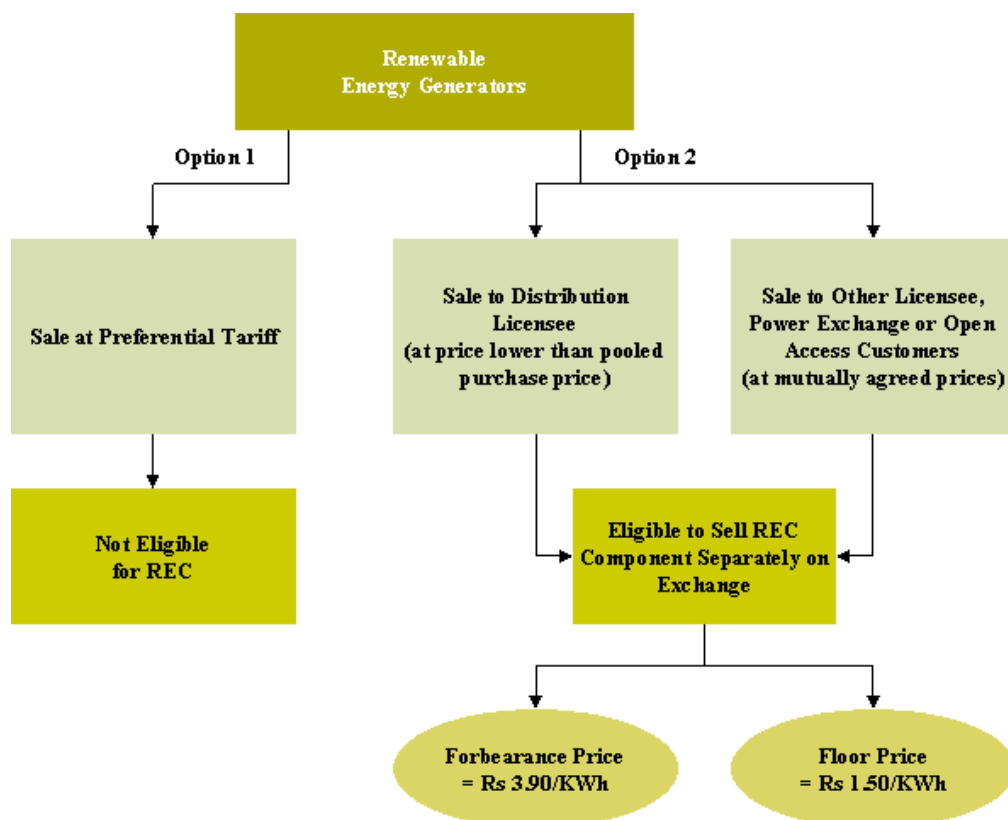 Renewable
Energy Generators
Option 1
Option 2
Sale at Preferential Tariff
Sale to Distribution
Licensee
(at price lower than pooled
purchase price)
Sale to Other Licensee,
Power Exchange or Open
Access Customers
(at mutually agreed prices)
Not Eligible
for REC
Eligible to Sell REC
Component Separately on
Exchange
Forbearance Price
= Rs 3.90/KWh
Floor Price
= Rs 1.50/KWh